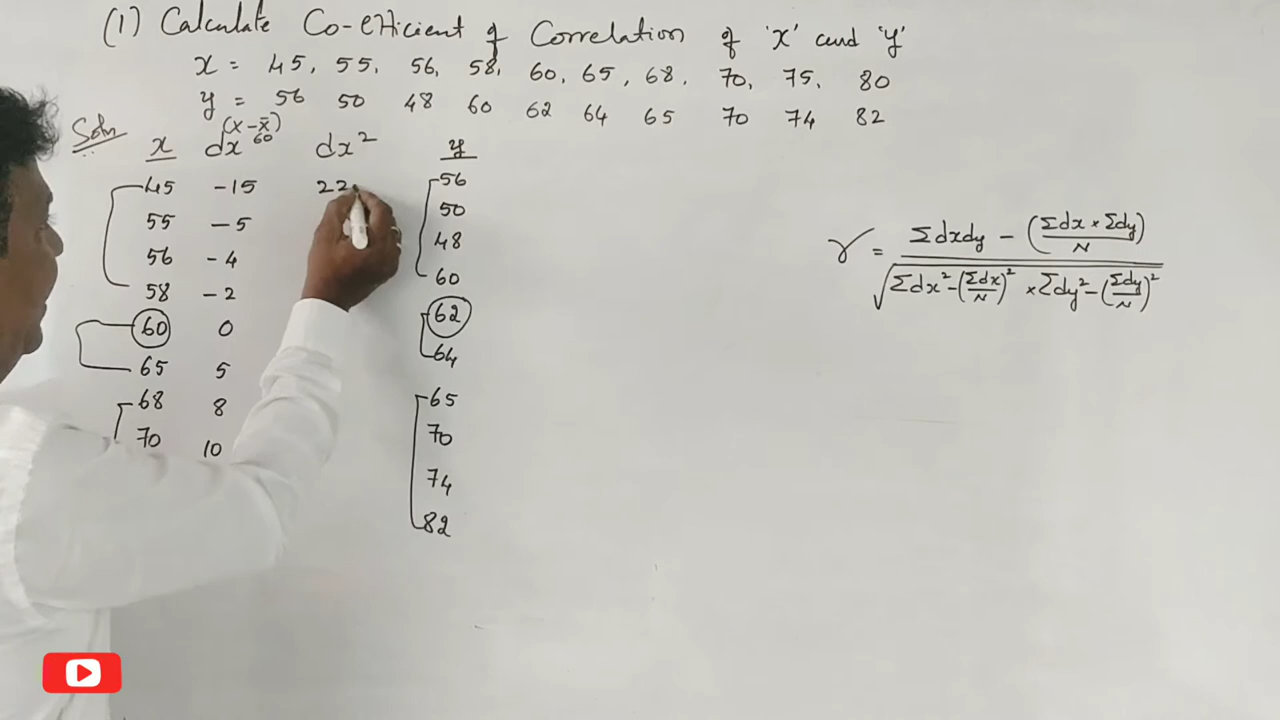 (1) Calculate Co-efficient of Correlation of 'x' and 'y'
x = 45, 55, 56, 58, 60, 65, 68, 70, 75, 80
y = 56 50 48 60 62 64 65 70 74 82
Soln
(x-x̄)
x dx 60 dx² y
45 -15 22 56
55 -5 50
56 -4 48
58 -2 60
60 0 62
65 5 64
68 8 65
70 10 70
74
82
r = Σdxdy - (Σdx × Σdy / N) / √Σdx² - (Σdx / N)² × Σdy² - (Σdy / N)²